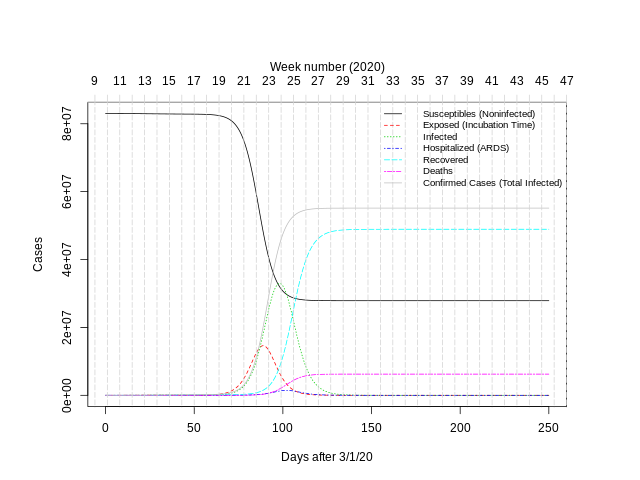 Week number (2020)
9 11 13 15 17 19 21 23 25 27 29 31 33 35 37 39 41 43 45 47
Susceptibles (Noninfected)
Exposed (Incubation Time)
Infected
Hospitalized (ARDS)
Recovered
Deaths
Confirmed Cases (Total Infected)
Cases
8e+07
6e+07
4e+07
2e+07
0e+00
0 50 100 150 200 250
Days after 3/1/20